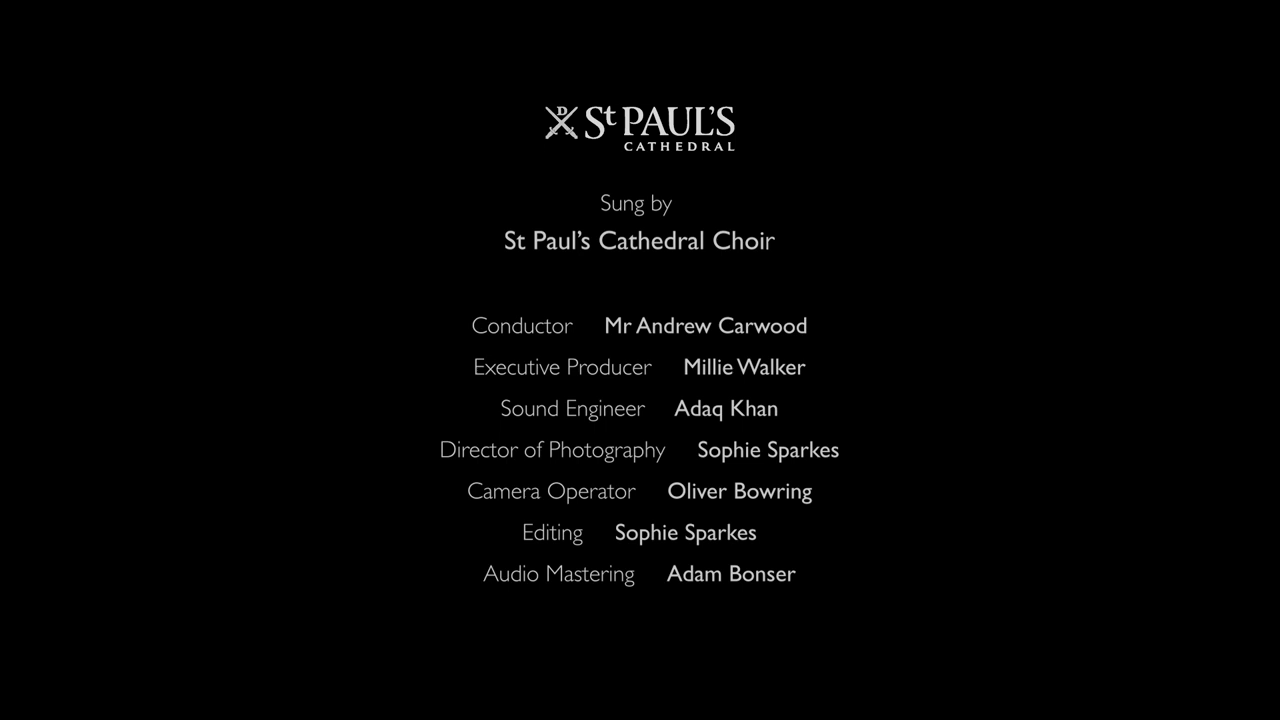 D
St PAUL'S
CATHEDRAL
Sung by
St Paul's Cathedral Choir
Conductor Mr Andrew Carwood
Executive Producer Millie Walker
Sound Engineer Adaq Khan
Director of Photography Sophie Sparkes
Camera Operator Oliver Bowring
Editing Sophie Sparkes
Audio Mastering Adam Bonser